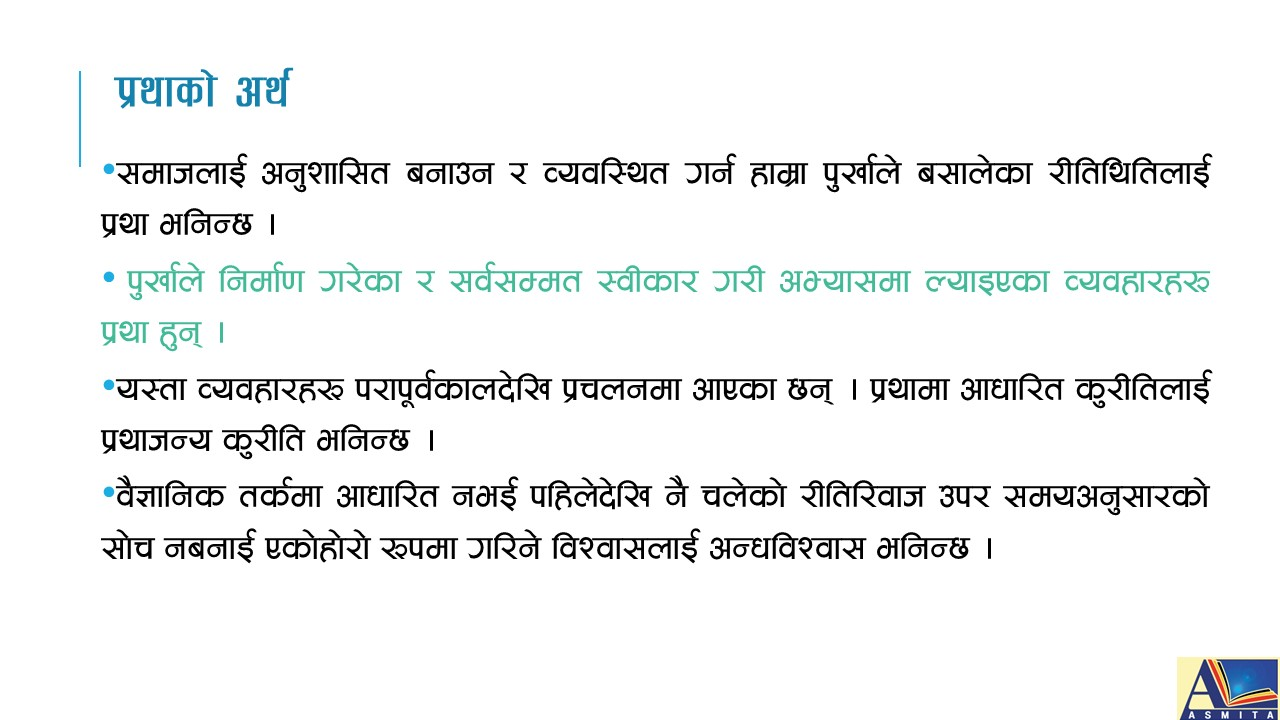 प्रथाको अर्थ
•समाजलाई अनुशासित बनाउन र व्यवस्थित गर्न हाम्रा पुर्खाले बसालेका रीतिथितिलाई
प्रथा भनिन्छ ।
• पुर्खाले निर्माण गरेका र सर्वसम्मत स्वीकार गरी अभ्यासमा ल्याइएका व्यवहारहरु
प्रथा हुन् ।
•यस्ता व्यवहारहरु परापूर्वकालदेखि प्रचलनमा आएका छन् । प्रथामा आधारित कुरीतिलाई
प्रथाजन्य कुरीति भनिन्छ ।
•वैज्ञानिक तर्कमा आधारित नभई पहिलेदेखि नै चलेको रीतिरिवाज उपर समयअनुसारको
सोच नबनाई एकोहोरो रुपमा गरिने विश्वासलाई अन्धविश्वास भनिन्छ ।
ASMITA